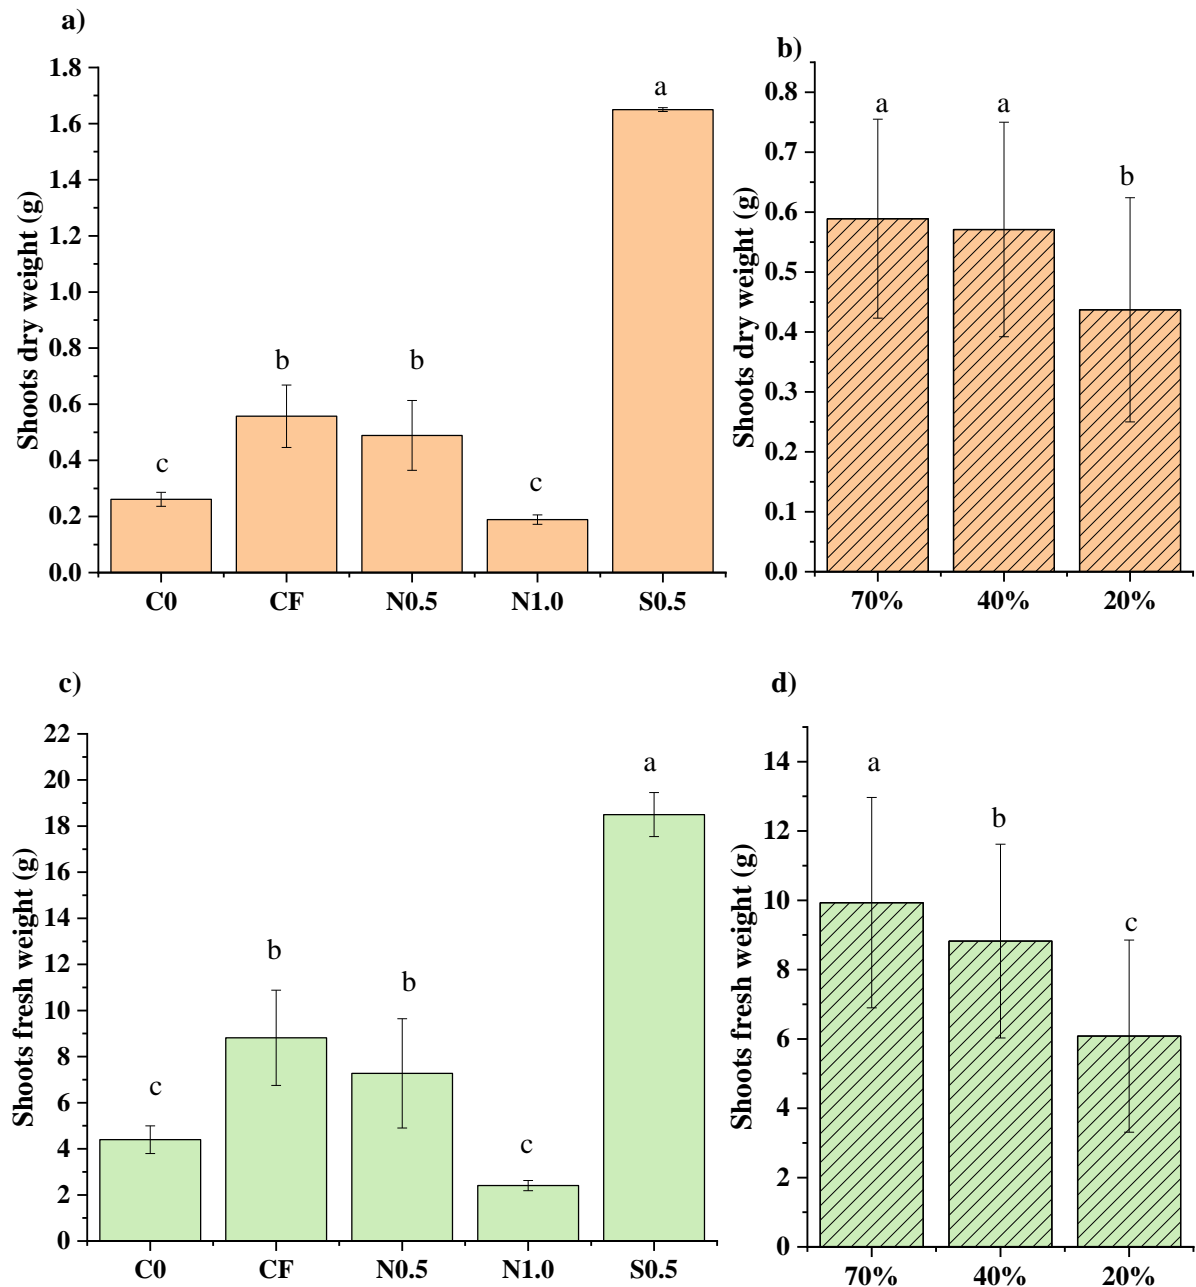 a)
Shoots dry weight (g)
1.8
1.6
1.4
1.2
1.0
0.8
0.6
0.4
0.2
0.0
c
b
b
c
a
C0 CF N0.5 N1.0 S0.5
b)
Shoots dry weight (g)
0.8
0.7
0.6
0.5
0.4
0.3
0.2
0.1
0.0
a
a
b
70% 40% 20%
c)
Shoots fresh weight (g)
22
20
18
16
14
12
10
8
6
4
2
0
c
b
b
c
a
C0 CF N0.5 N1.0 S0.5
d)
Shoots fresh weight (g)
14
12
10
8
6
4
2
0
a
b
c
70% 40% 20%